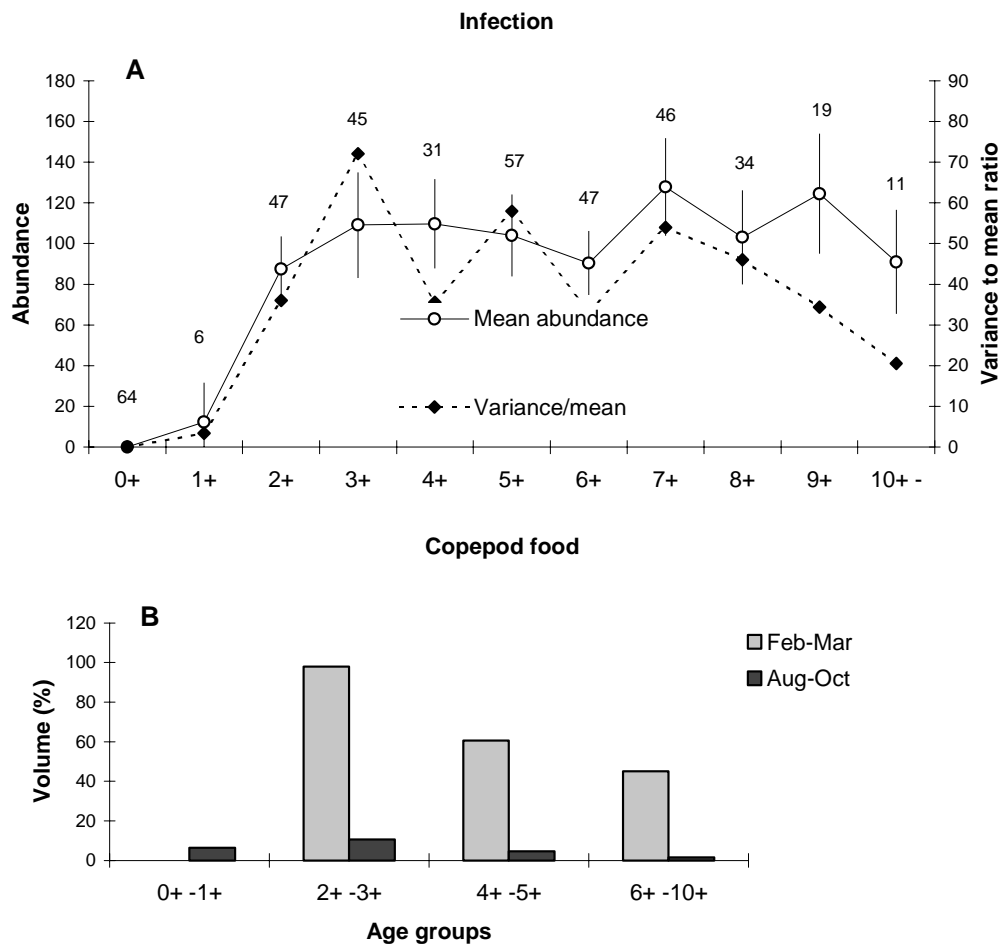 Infection
A
180
160
140
120
100
80
60
40
20
0
Abundance
90
80
70
60
50
40
30
20
10
0
Variance to mean ratio
64
6
47
45
31
57
47
46
34
19
11
Mean abundance
Variance/mean
0+ 1+ 2+ 3+ 4+ 5+ 6+ 7+ 8+ 9+ 10+ -
Copepod food
B
120
100
80
60
40
20
0
Volume (%)
Feb-Mar
Aug-Oct
0+ -1+ 2+ -3+ 4+ -5+ 6+ -10+
Age groups